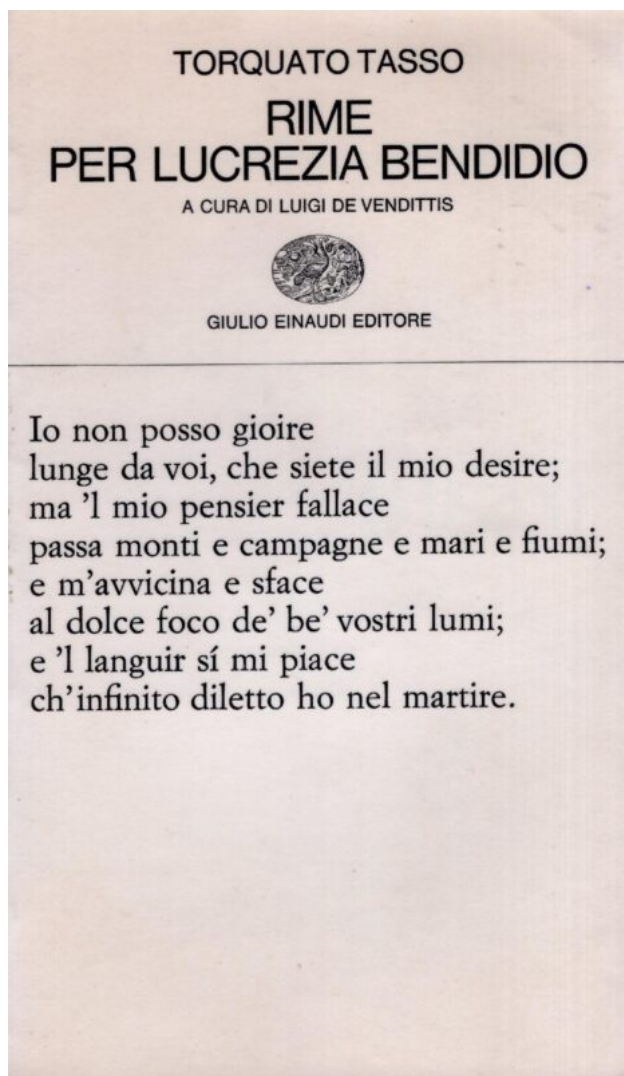 TORQUATO TASSO
RIME
PER LUCREZIA BENDIDIO
A CURA DI LUIGI DE VENDITTIS
GIULIO EINAUDI EDITORE
Io non posso gioire
lunge da voi, che siete il mio desire;
ma 'l mio pensier fallace
passa monti e campagne e mari e fiumi;
e m'avvicina e sface
al dolce foco de' be' vostri lumi;
e 'l languir sí mi piace
ch'infinito diletto ho nel martire.